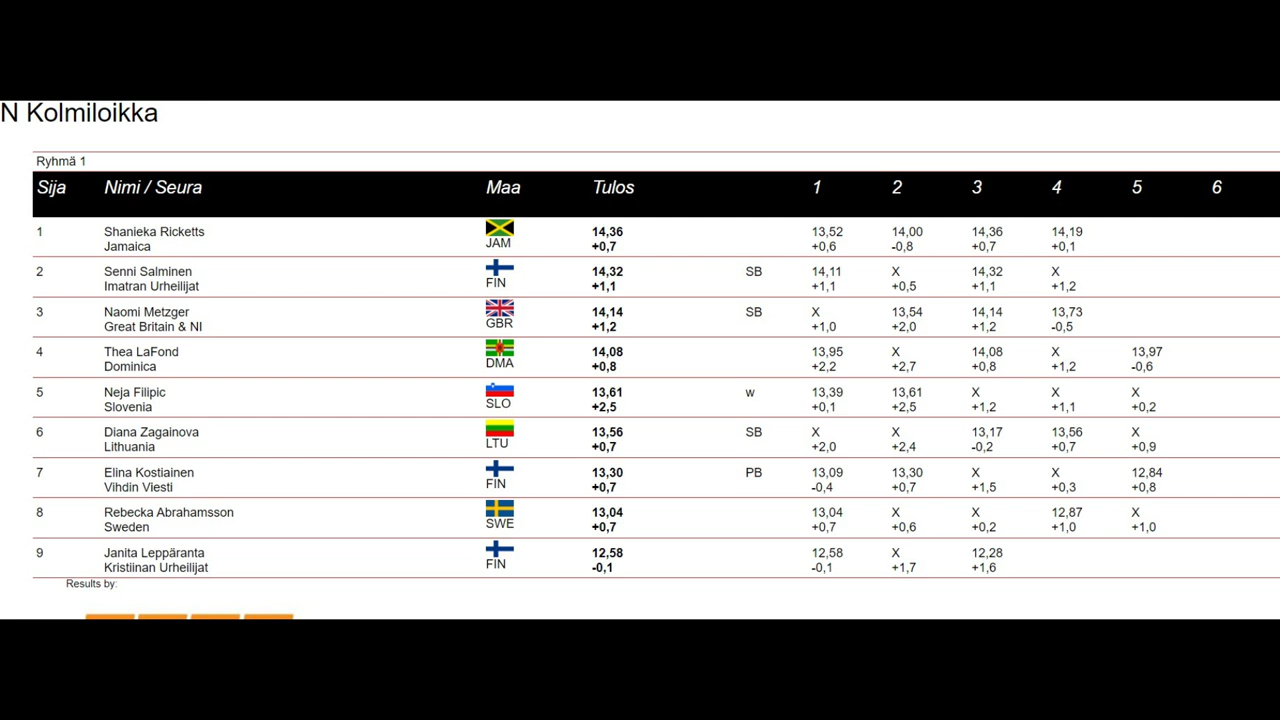 N Kolmiloikka
Ryhmä 1
Sija Nimi / Seura Maa Tulos 1 2 3 4 5 6
1 Shanieka Ricketts JAM 14,36 13,52 14,00 14,36 14,19
Jamaica +0,7 +0,6 -0,8 +0,7 +0,1
2 Senni Salminen FIN 14,32 SB 14,11 X 14,32 X
Imatran Urheilijat +1,1 +1,1 +0,5 +1,1 +1,2
3 Naomi Metzger GBR 14,14 SB X 13,54 14,14 13,73
Great Britain & NI +1,2 +1,0 +2,0 +1,2 -0,5
4 Thea LaFond DMA 14,08 13,95 X 14,08 X 13,97
Dominica +0,8 +2,2 +2,7 +0,8 +1,2 -0,6
5 Neja Filipic SLO 13,61 w 13,39 13,61 X X X
Slovenia +2,5 +0,1 +2,5 +1,2 +1,1 +0,2
6 Diana Zagainova LTU 13,56 SB X X 13,17 13,56 X
Lithuania +0,7 +2,0 +2,4 -0,2 +0,7 +0,9
7 Elina Kostiainen FIN 13,30 PB 13,09 13,30 X X 12,84
Vihdin Viesti +0,7 -0,4 +0,7 +1,5 +0,3 +0,8
8 Rebecka Abrahamsson SWE 13,04 13,04 X X 12,87 X
Sweden +0,7 +0,7 +0,6 +0,2 +1,0 +1,0
9 Janita Leppäranta FIN 12,58 12,58 X 12,28
Kristiinan Urheilijat -0,1 -0,1 +1,7 +1,6
Results by: